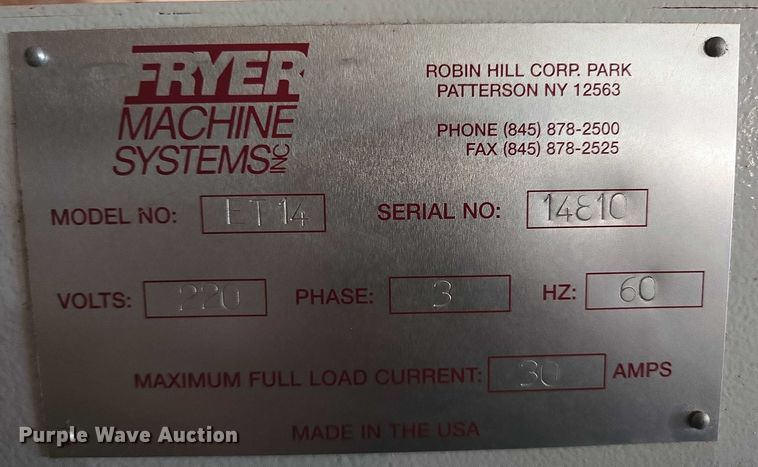 FRYER
MACHINE
SYSTEMS INC
ROBIN HILL CORP. PARK
PATTERSON NY 12563
PHONE (845) 878-2500
FAX (845) 878-2525
MODEL NO: ET14 SERIAL NO: 14810
VOLTS: 220 PHASE: 3 HZ: 60
MAXIMUM FULL LOAD CURRENT: 30 AMPS
MADE IN THE USA
Purple Wave Auction